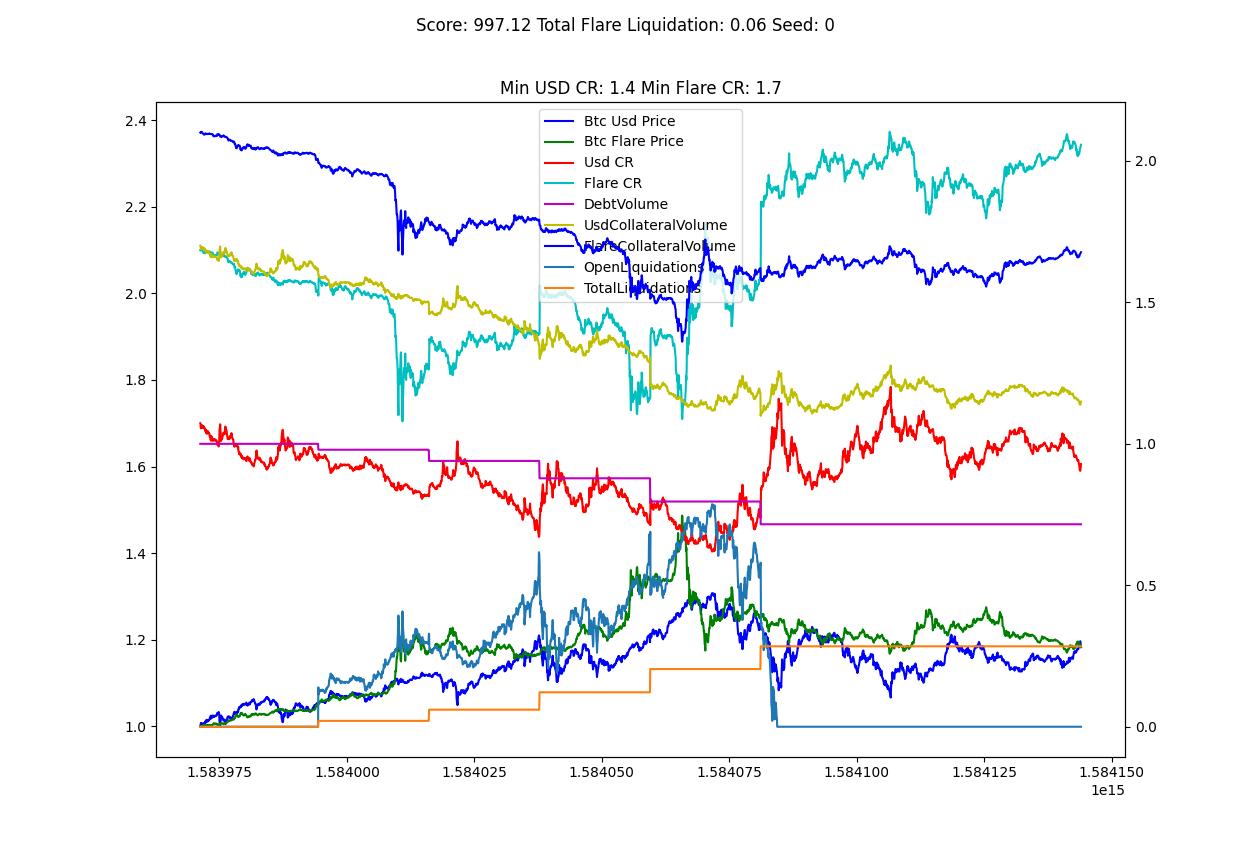 Score: 997.12 Total Flare Liquidation: 0.06 Seed: 0
Min USD CR: 1.4 Min Flare CR: 1.7
Btc Usd Price
Btc Flare Price
Usd CR
Flare CR
DebtVolume
UsdCollateralVolume
FlareCollateralVolume
OpenLiquidations
TotalLiquidations
2.4
2.2
2.0
1.8
1.6
1.4
1.2
1.0
2.0
1.5
1.0
0.5
0.0
1.583975 1.584000 1.584025 1.584050 1.584075 1.584100 1.584125 1.584150
1e15